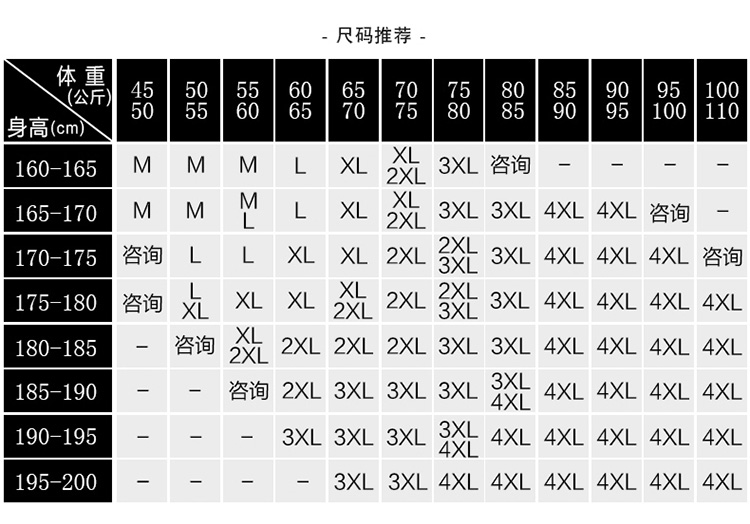 - 尺码推荐 -
体重(公斤) 身高(cm) 45 50 50 55 55 60 60 65 65 70 70 75 75 80 80 85 85 90 90 95 95 100 100 110
160-165 M M M L XL XL 2XL 3XL 咨询 - - - -
165-170 M M M L L XL XL 2XL 3XL 3XL 4XL 4XL 咨询 -
170-175 咨询 L L XL XL 2XL 2XL 3XL 3XL 4XL 4XL 4XL 咨询
175-180 咨询 L XL XL XL XL 2XL 2XL 2XL 3XL 3XL 4XL 4XL 4XL 4XL
180-185 - 咨询 XL 2XL 2XL 2XL 2XL 3XL 3XL 4XL 4XL 4XL 4XL
185-190 - - 咨询 2XL 3XL 3XL 3XL 3XL 4XL 4XL 4XL 4XL 4XL
190-195 - - - 3XL 3XL 3XL 3XL 4XL 4XL 4XL 4XL 4XL 4XL
195-200 - - - - 3XL 3XL 4XL 4XL 4XL 4XL 4XL 4XL